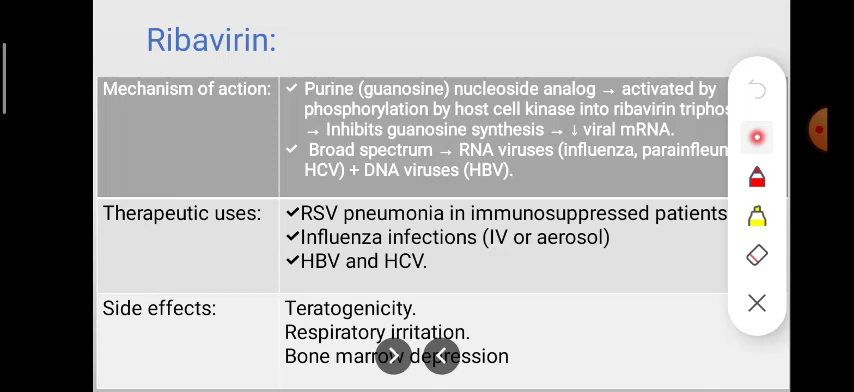 Ribavirin:
Mechanism of action:
✓ Purine (guanosine) nucleoside analog → activated by
phosphorylation by host cell kinase into ribavirin
→ Inhibits guanosine synthesis → ↓ viral mRNA.
✓ Broad spectrum → RNA viruses (influenza,
HCV) + DNA viruses (HBV).
Therapeutic uses:
✓RSV pneumonia in immunosuppressed patients
✓Influenza infections (IV or aerosol)
✓HBV and HCV.
Side effects:
Teratogenicity.
Respiratory irritation.
Bone marrow depression